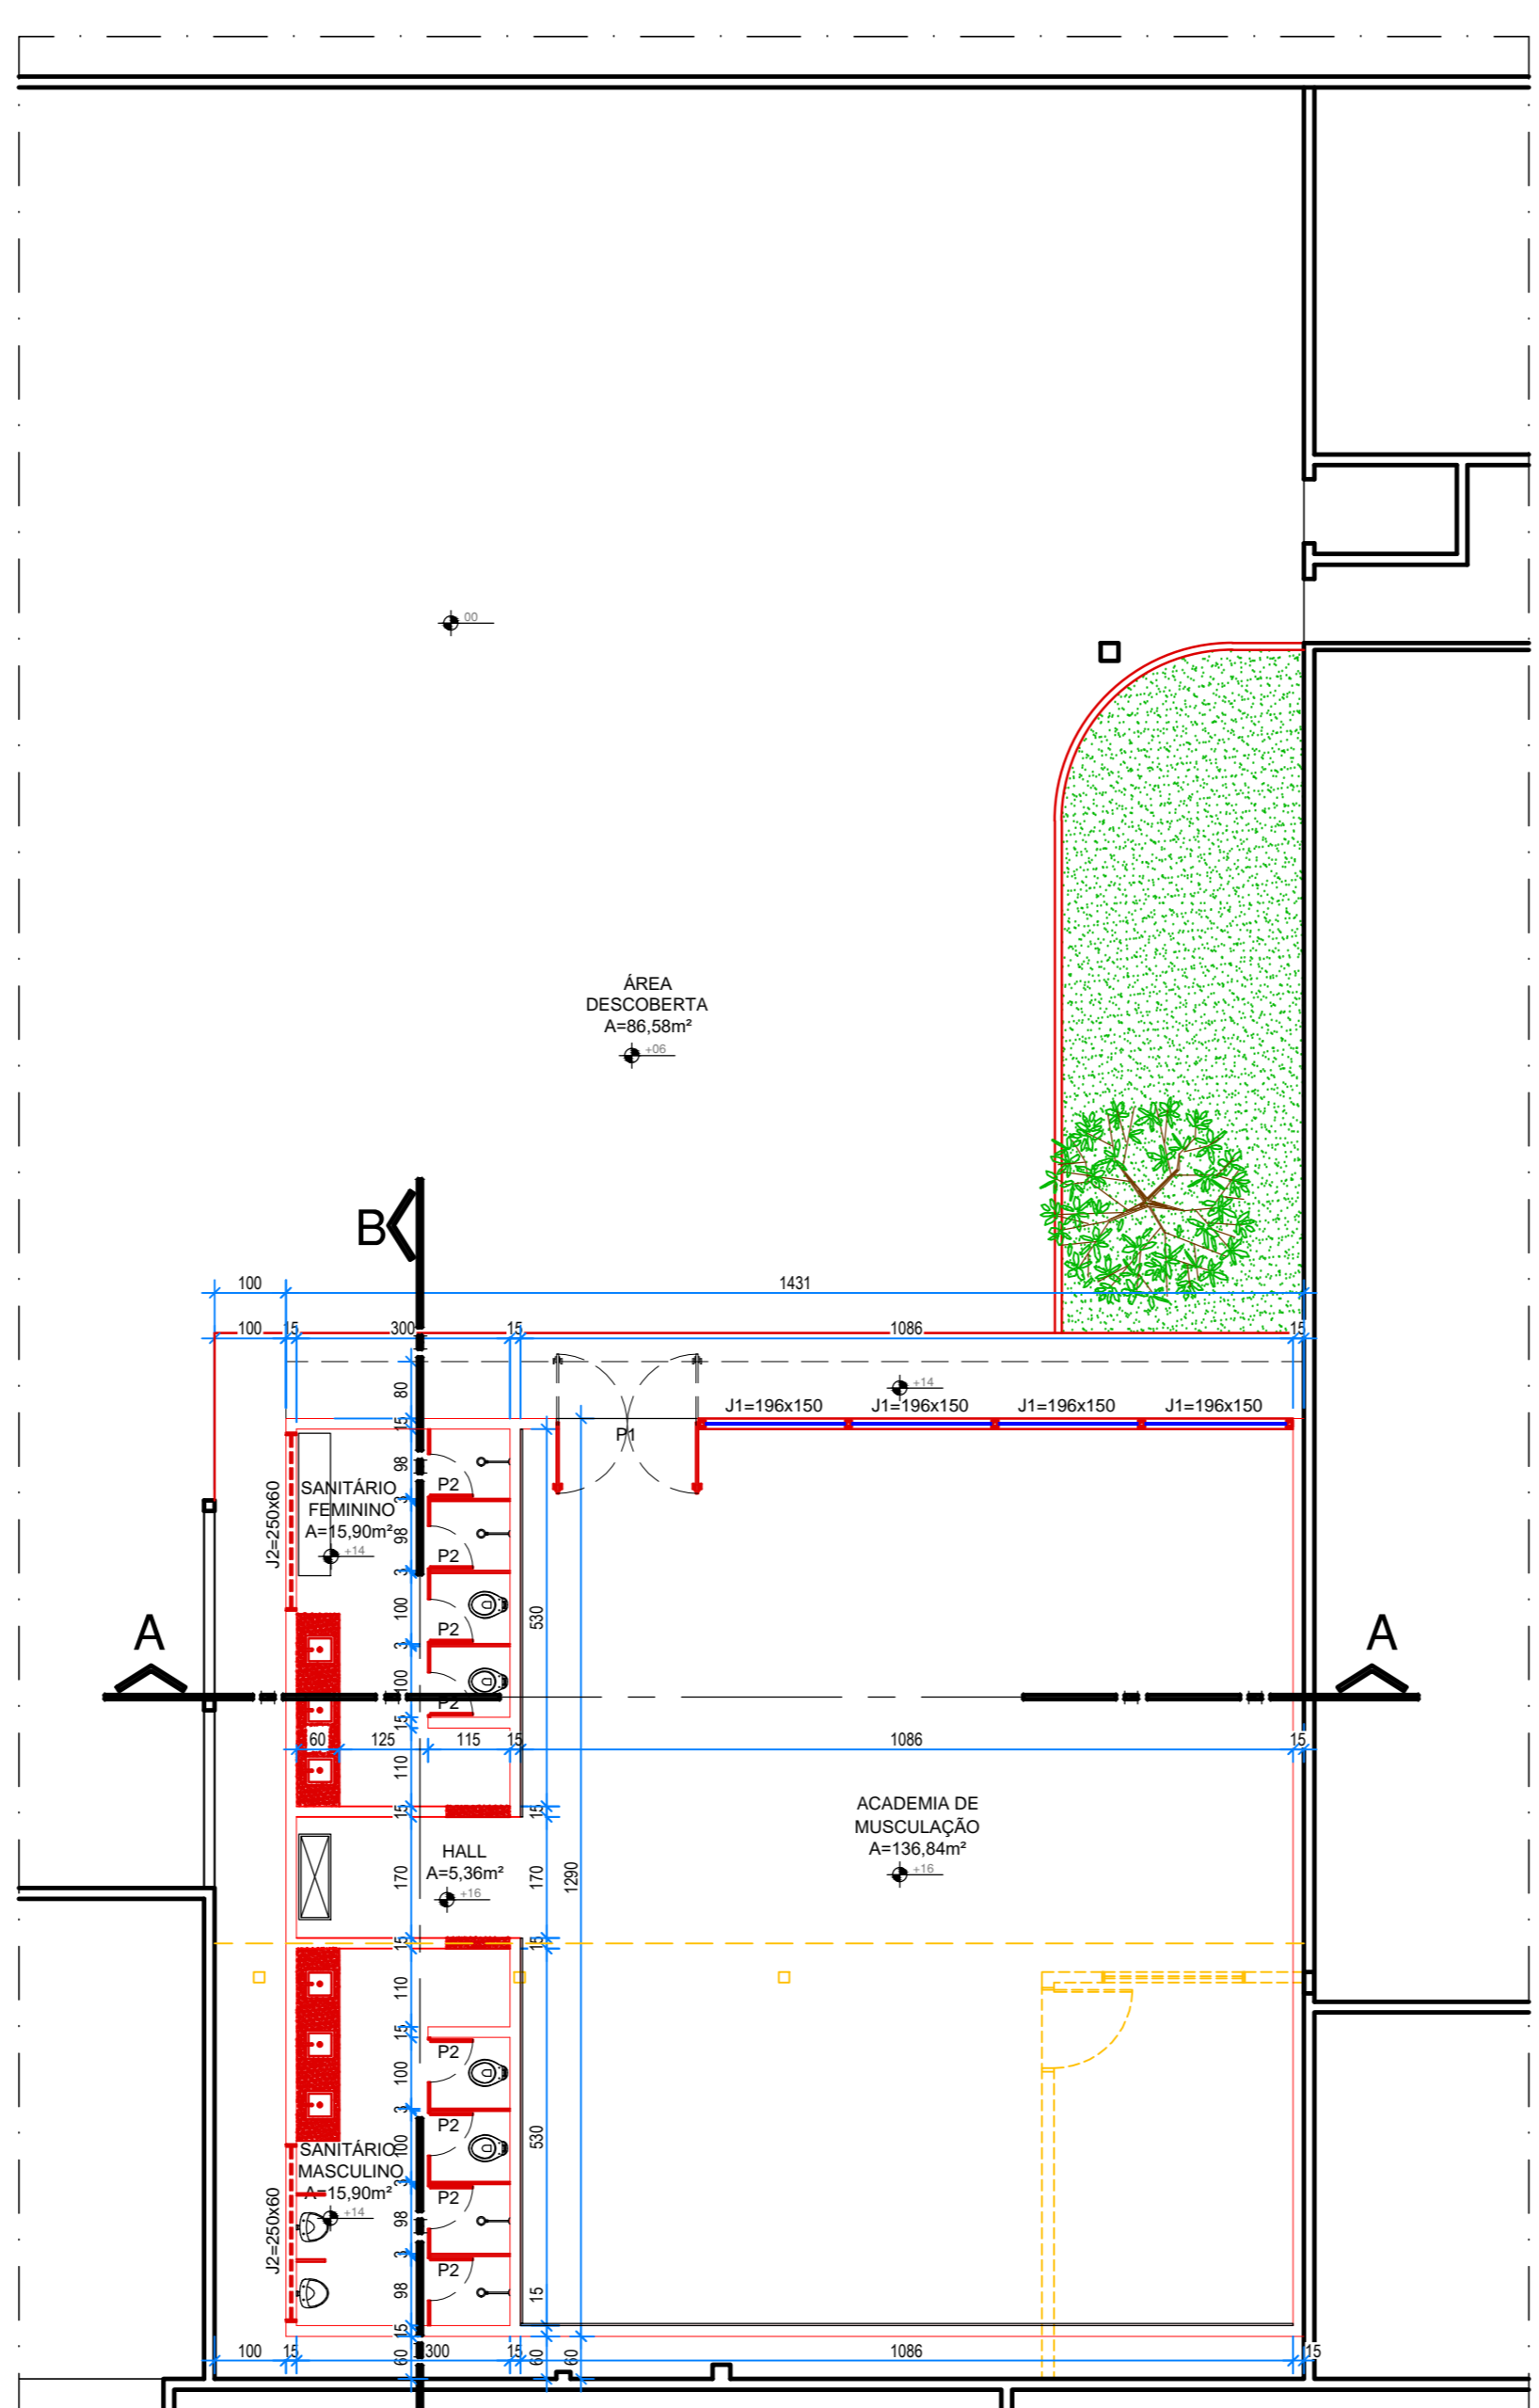 00
ÁREA
DESCOBERTA
A=86,58m²
+06
B
100
1431
100
15
300
15
1086
15
80
+14
J1=196x150
J1=196x150
J1=196x150
J1=196x150
15
P1
98
P2
SANITÁRIO
FEMININO
A=15,90m²
+14
J2=250x60
3
98
P2
3
100
P2
530
3
100
P2
A
A
15
60
125
115
15
1086
15
110
15
15
ACADEMIA DE
MUSCULAÇÃO
A=136,84m²
+16
HALL
A=5,36m²
+16
170
170
1290
15
15
110
15
P2
100
3
P2
100
530
SANITÁRIO
MASCULINO
A=15,90m²
+14
J2=250x60
3
P2
98
3
P2
98
15
15
100
15
300
15
1086
15
60
60
60